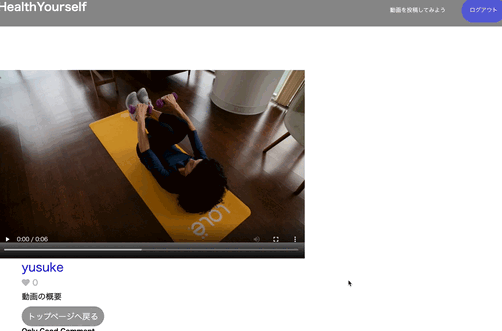 HealthYourself
動画を投稿してみよう
ログアウト
Lole
0:00 / 0:06
yusuke
0
動画の概要
トップページへ戻る
Only Good Comment